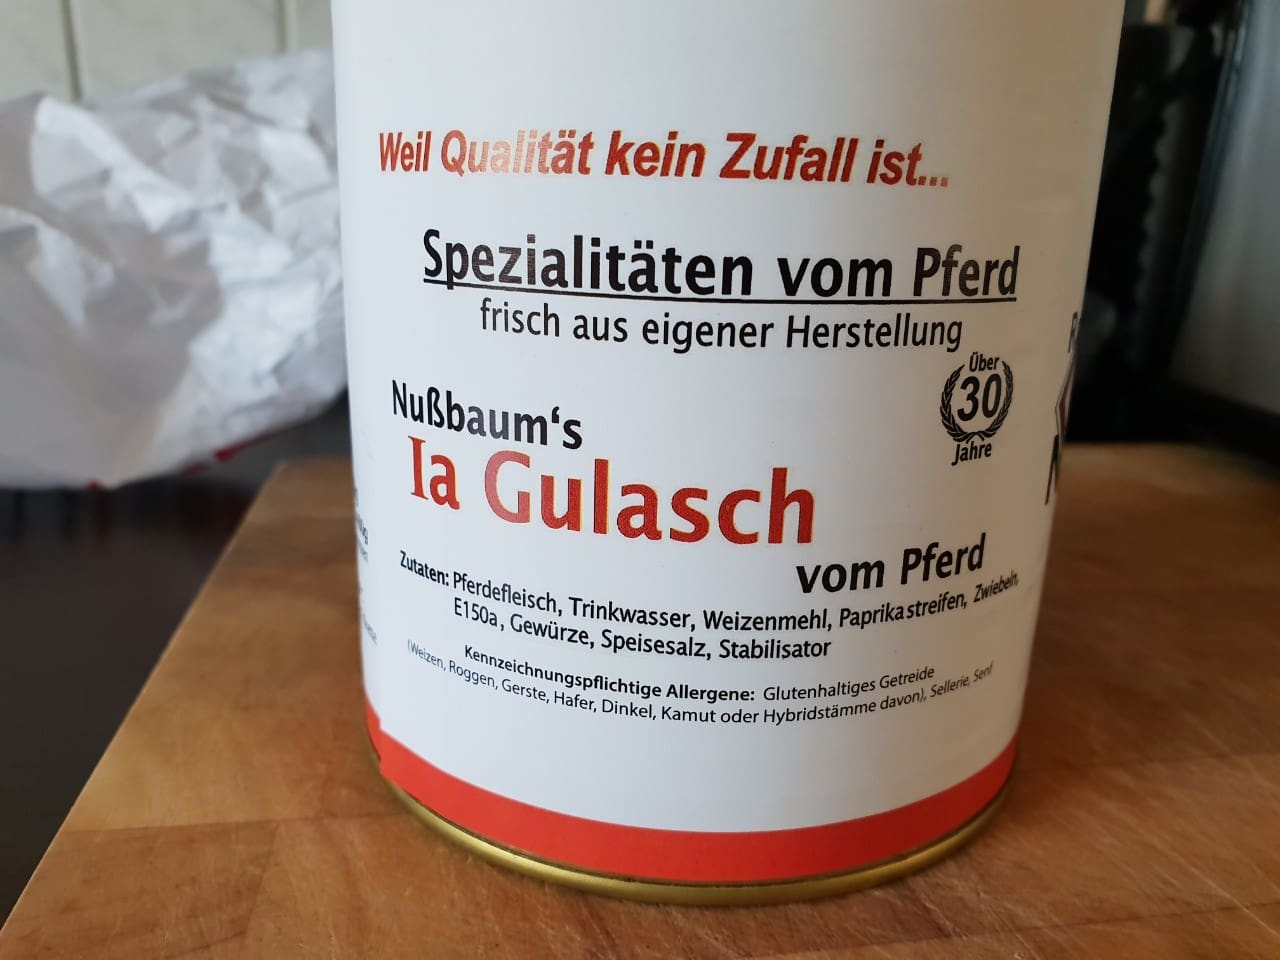 Weil Qualität kein Zufall ist...
Spezialitäten vom Pferd
frisch aus eigener Herstellung
Über
30
Jahre
Nußbaum‘s
Ia Gulasch
vom Pferd
Zutaten: Pferdefleisch, Trinkwasser, Weizenmehl, Paprikastreifen, Zwiebeln,
E150a, Gewürze, Speisesalz, Stabilisator
Kennzeichnungspflichtige Allergene: Glutenhaltiges Getreide
(Weizen, Roggen, Gerste, Hafer, Dinkel, Kamut oder Hybridstämme davon), Sellerie, Senf